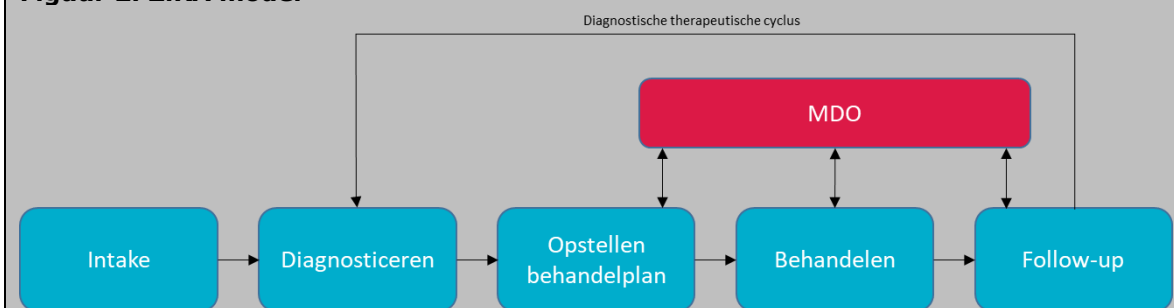 Diagnostische therapeutische cyclus
MDO
Intake
Diagnosticeren
Opstellen
behandelplan
Behandelen
Follow-up